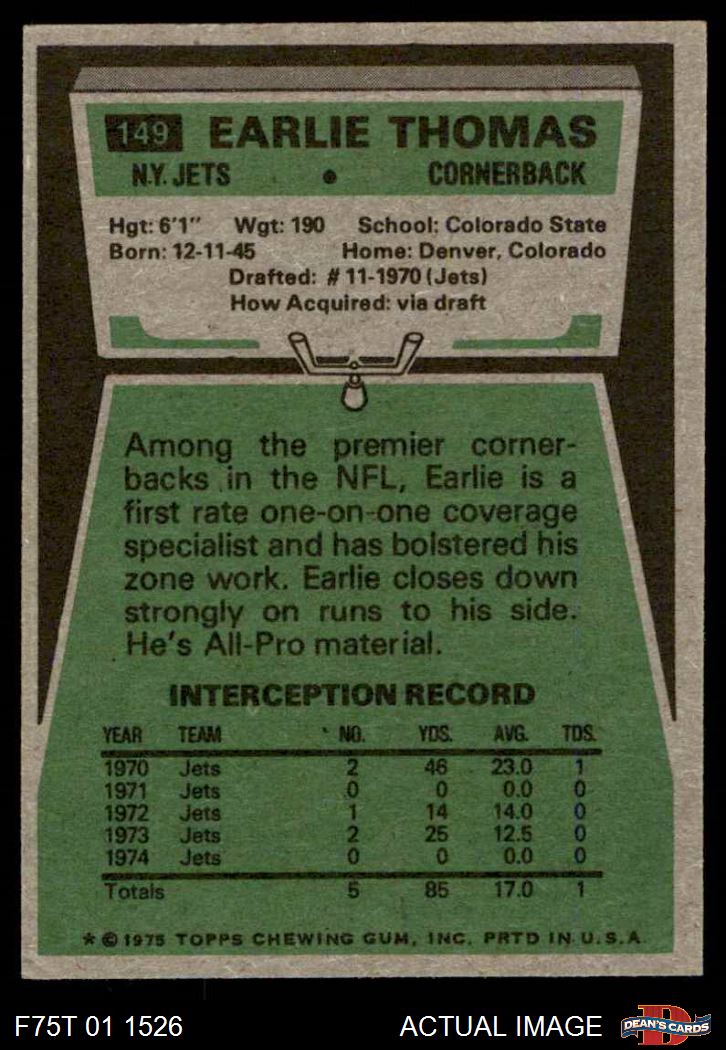 149 EARLIE THOMAS
N.Y. JETS • CORNERBACK
Hgt: 6'1" Wgt: 190 School: Colorado State
Born: 12-11-45 Home: Denver, Colorado
Drafted: #11-1970 (Jets)
How Acquired: via draft
Among the premier corner-
backs in the NFL, Earlie is a
first rate one-on-one coverage
specialist and has bolstered his
zone work. Earlie closes down
strongly on runs to his side.
He's All-Pro material.
INTERCEPTION RECORD
YEAR TEAM NO. YDS. AVG. TDS.
1970 Jets 2 46 23.0 1
1971 Jets 0 0 0.0 0
1972 Jets 1 14 14.0 0
1973 Jets 2 25 12.5 0
1974 Jets 0 0 0.0 0
Totals 5 85 17.0 1
* © 1975 TOPPS CHEWING GUM, INC. PRTD IN U.S.A.
F75T 01 1526 ACTUAL IMAGE D DEAN'S CARDS